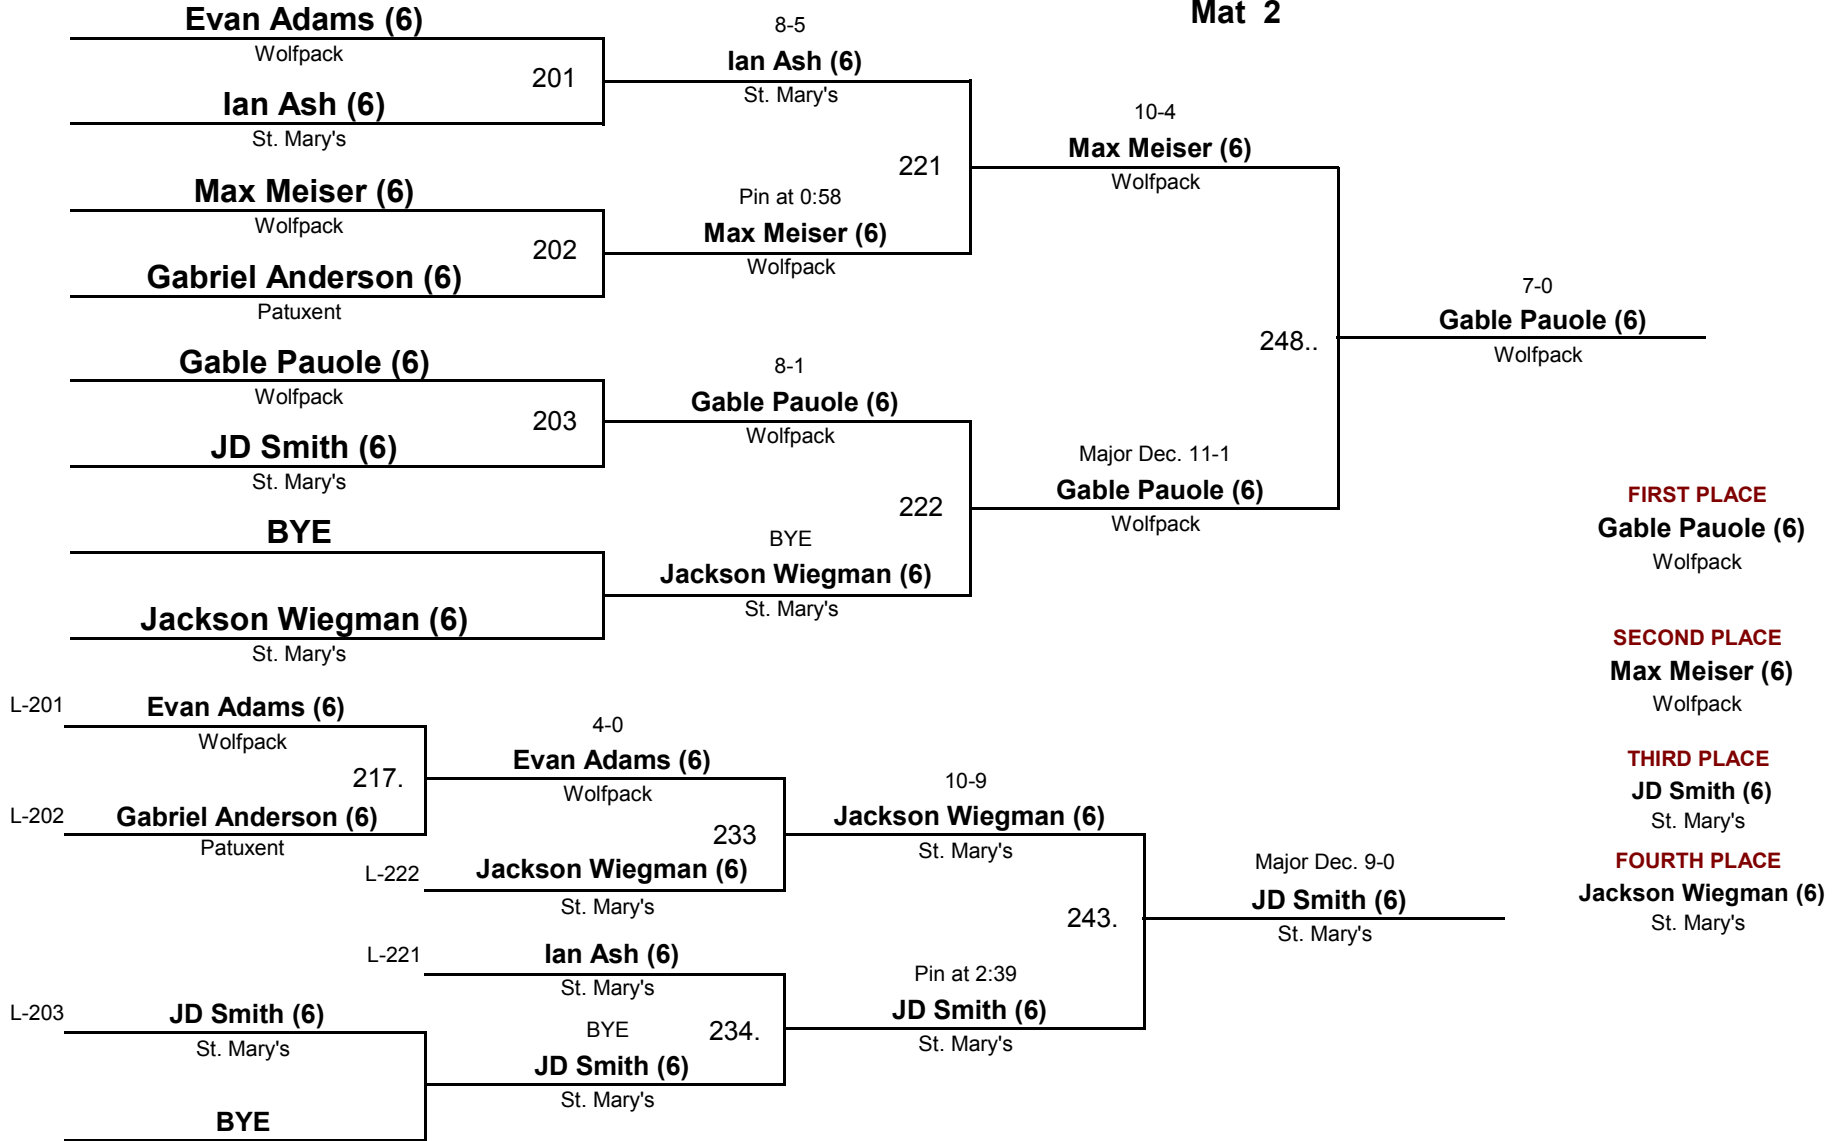 Mat 2
Evan Adams (6)
Wolfpack
201
Ian Ash (6)
St. Mary's
8-5
Ian Ash (6)
St. Mary's
Max Meiser (6)
Wolfpack
202
Gabriel Anderson (6)
Patuxent
Pin at 0:58
Max Meiser (6)
Wolfpack
221
10-4
Max Meiser (6)
Wolfpack
Gable Pauole (6)
Wolfpack
203
JD Smith (6)
St. Mary's
8-1
Gable Pauole (6)
Wolfpack
BYE
Jackson Wiegman (6)
St. Mary's
BYE
Jackson Wiegman (6)
St. Mary's
222
Major Dec. 11-1
Gable Pauole (6)
Wolfpack
248..
7-0
Gable Pauole (6)
Wolfpack
FIRST PLACE
Gable Pauole (6)
Wolfpack
SECOND PLACE
Max Meiser (6)
Wolfpack
THIRD PLACE
JD Smith (6)
St. Mary's
FOURTH PLACE
Jackson Wiegman (6)
St. Mary's
L-201
Evan Adams (6)
Wolfpack
217.
L-202
Gabriel Anderson (6)
Patuxent
4-0
Evan Adams (6)
Wolfpack
233
L-222
Jackson Wiegman (6)
St. Mary's
10-9
Jackson Wiegman (6)
St. Mary's
L-221
Ian Ash (6)
St. Mary's
L-203
JD Smith (6)
St. Mary's
BYE
BYE
JD Smith (6)
St. Mary's
234.
Pin at 2:39
JD Smith (6)
St. Mary's
243.
Major Dec. 9-0
JD Smith (6)
St. Mary's